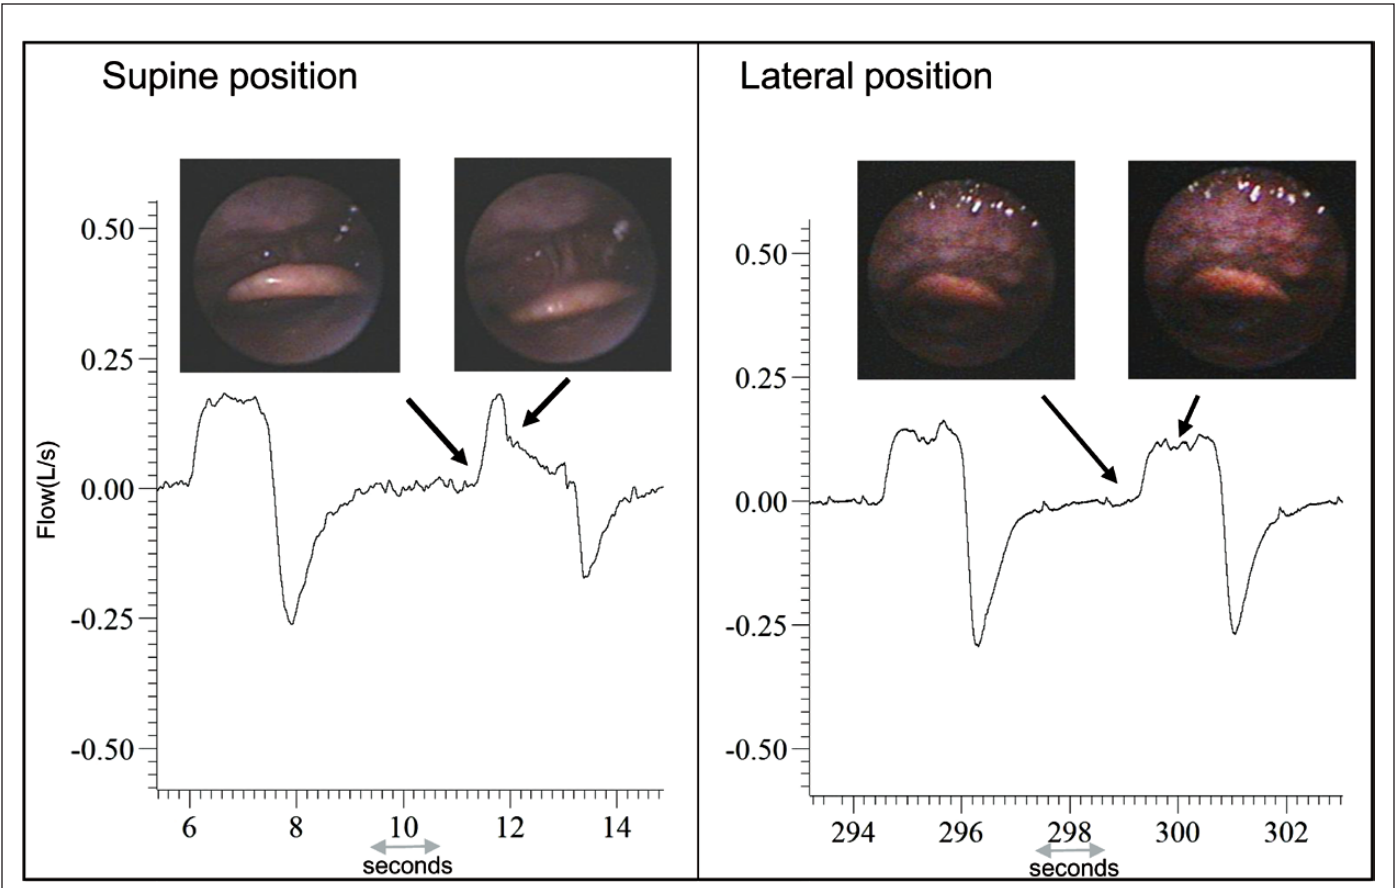 Supine position
Lateral position
Flow(L/s)
0.50
0.25
0.00
-0.25
-0.50
6 8 10 12 14
seconds
0.50
0.25
0.00
-0.25
-0.50
294 296 298 300 302
seconds